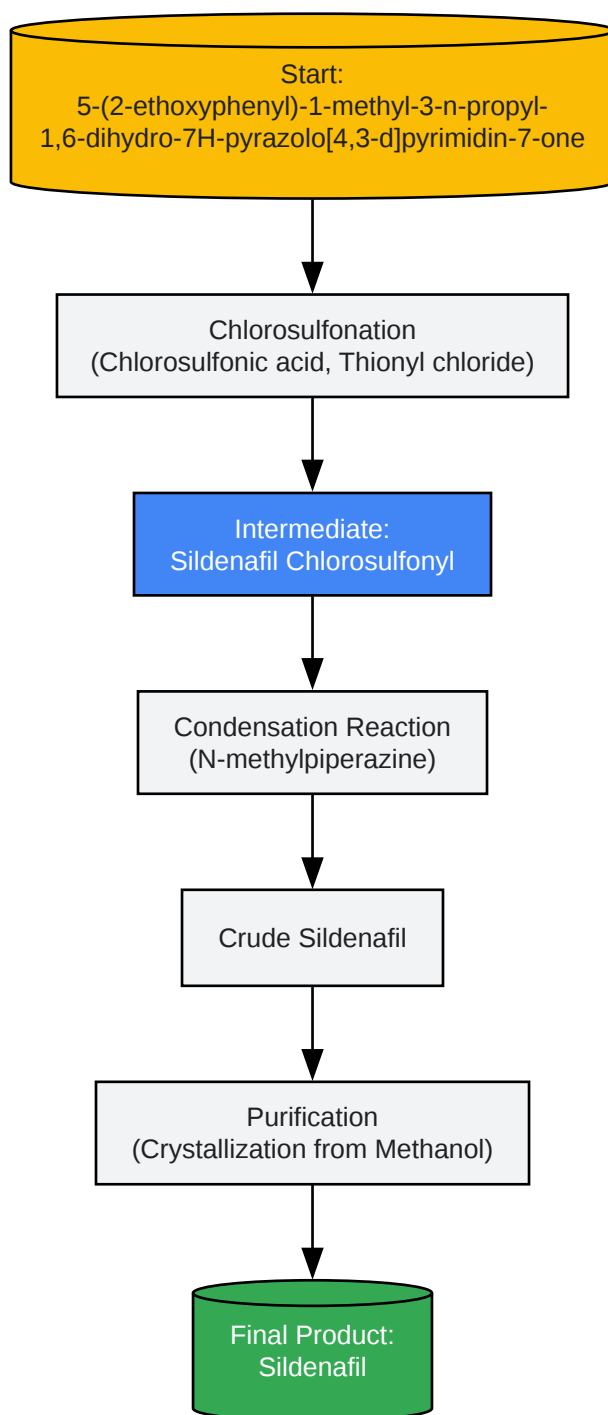 Start:
5-(2-ethoxyphenyl)-1-methyl-3-n-propyl-
1,6-dihydro-7H-pyrazolo[4,3-d]pyrimidin-7-one
Chlorosulfonation
(Chlorosulfonic acid, Thionyl chloride)
Intermediate:
Sildenafil Chlorosulfonyl
Condensation Reaction
(N-methylpiperazine)
Crude Sildenafil
Purification
(Crystallization from Methanol)
Final Product:
Sildenafil